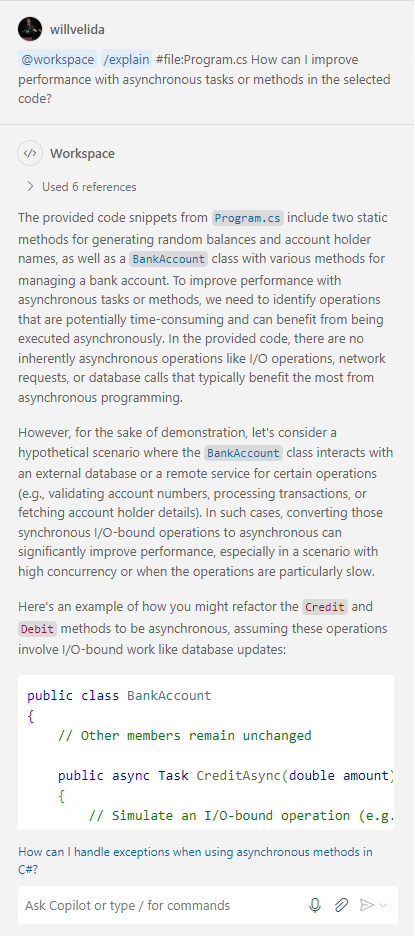 willvelida
@workspace /explain #file:Program.cs How can I improve
performance with asynchronous tasks or methods in the selected
code?
Workspace
Used 6 references
The provided code snippets from Program.cs include two static
methods for generating random balances and account holder
names, as well as a BankAccount class with various methods for
managing a bank account. To improve performance with
asynchronous tasks or methods, we need to identify operations
that are potentially time-consuming and can benefit from being
executed asynchronously. In the provided code, there are no
inherently asynchronous operations like I/O operations, network
requests, or database calls that typically benefit the most from
asynchronous programming.
However, for the sake of demonstration, let's consider a
hypothetical scenario where the BankAccount class interacts with
an external database or a remote service for certain operations
(e.g., validating account numbers, processing transactions, or
fetching account holder details). In such cases, converting those
synchronous I/O-bound operations to asynchronous can
significantly improve performance, especially in a scenario with
high concurrency or when the operations are particularly slow.
Here's an example of how you might refactor the Credit and
Debit methods to be asynchronous, assuming these operations
involve I/O-bound work like database updates:
public class BankAccount
{
// Other members remain unchanged
public async Task CreditAsync(double amount)
{
// Simulate an I/O-bound operation (e.g.
How can I handle exceptions when using asynchronous methods in
C#?
Ask Copilot or type / for commands